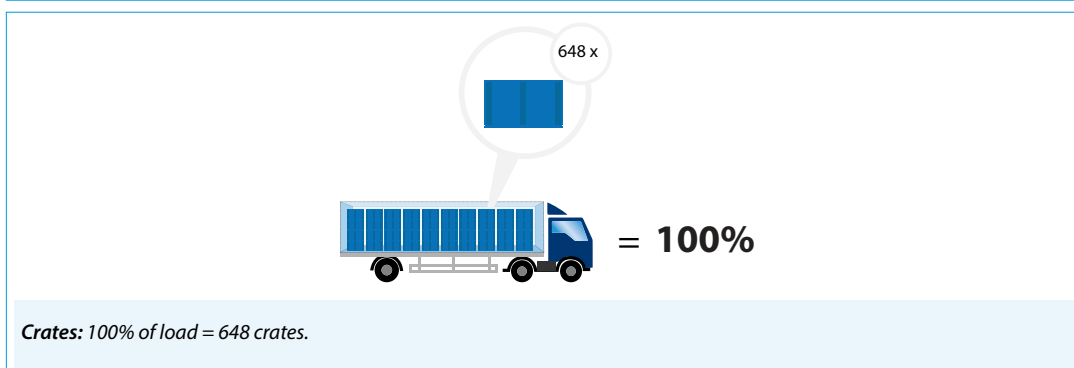 648 x
= 100%
Crates: 100% of load = 648 crates.